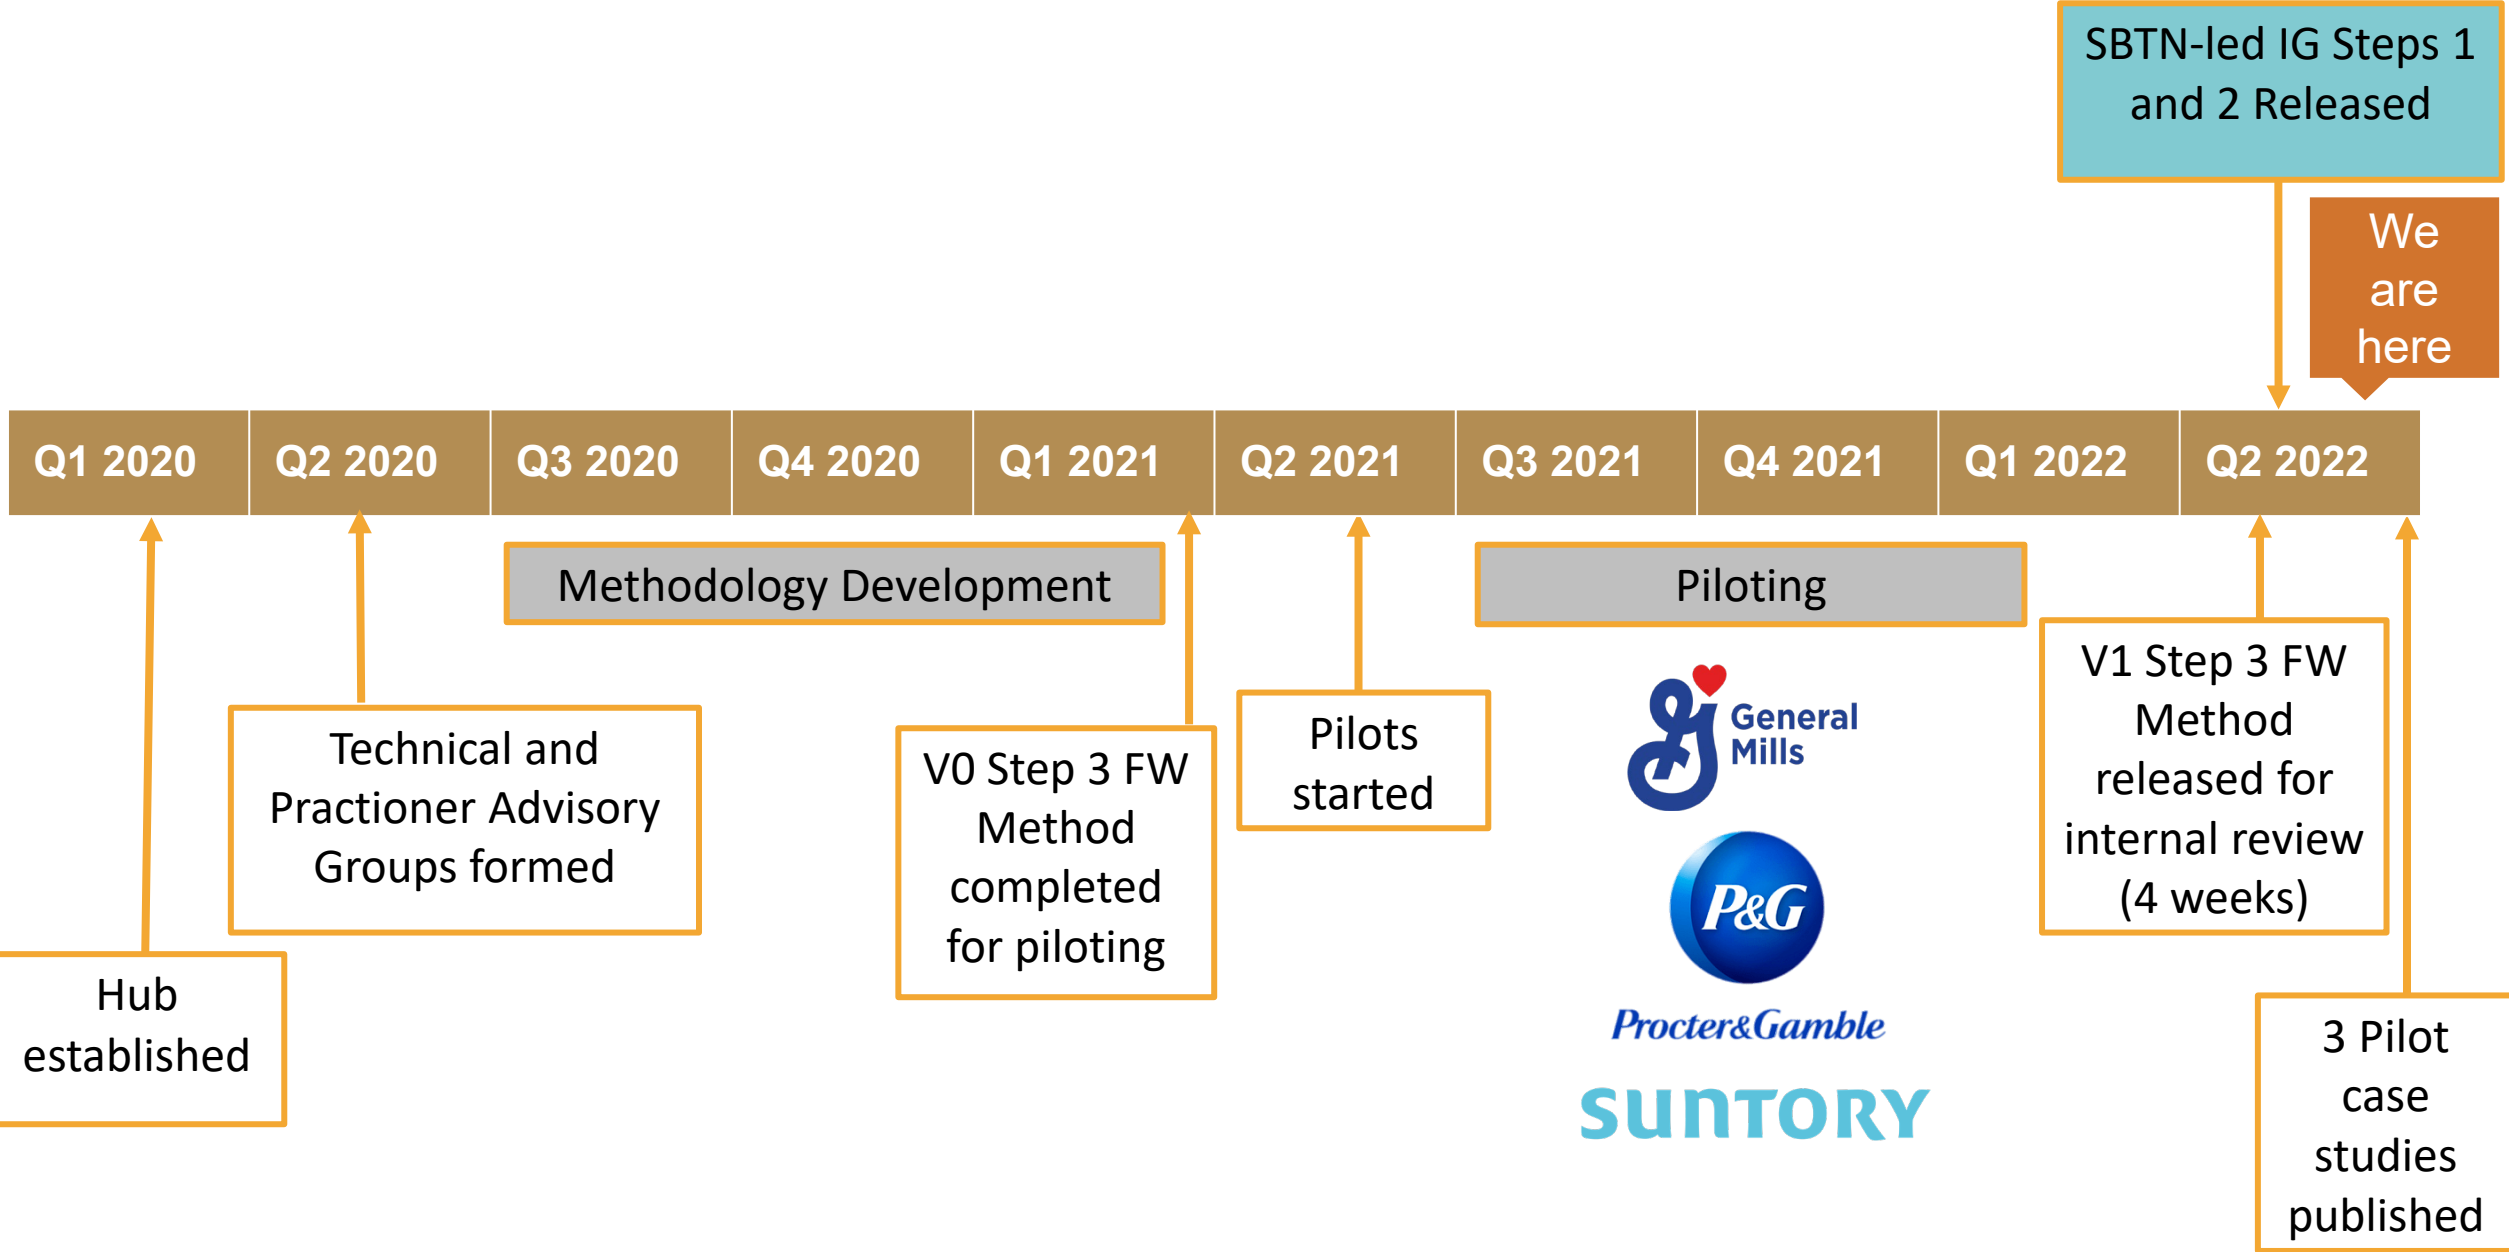 SBTN-led IG Steps 1
and 2 Released
We
are
here
Q1 2020
Q2 2020
Q3 2020
Q4 2020
Q1 2021
Q2 2021
Q3 2021
Q4 2021
Q1 2022
Q2 2022
Methodology Development
Piloting
Hub
established
Technical and
Practioner Advisory
Groups formed
V0 Step 3 FW
Method
completed
for piloting
Pilots
started
General
Mills
P&G
Procter&Gamble
SUNTORY
V1 Step 3 FW
Method
released for
internal review
(4 weeks)
3 Pilot
case
studies
published